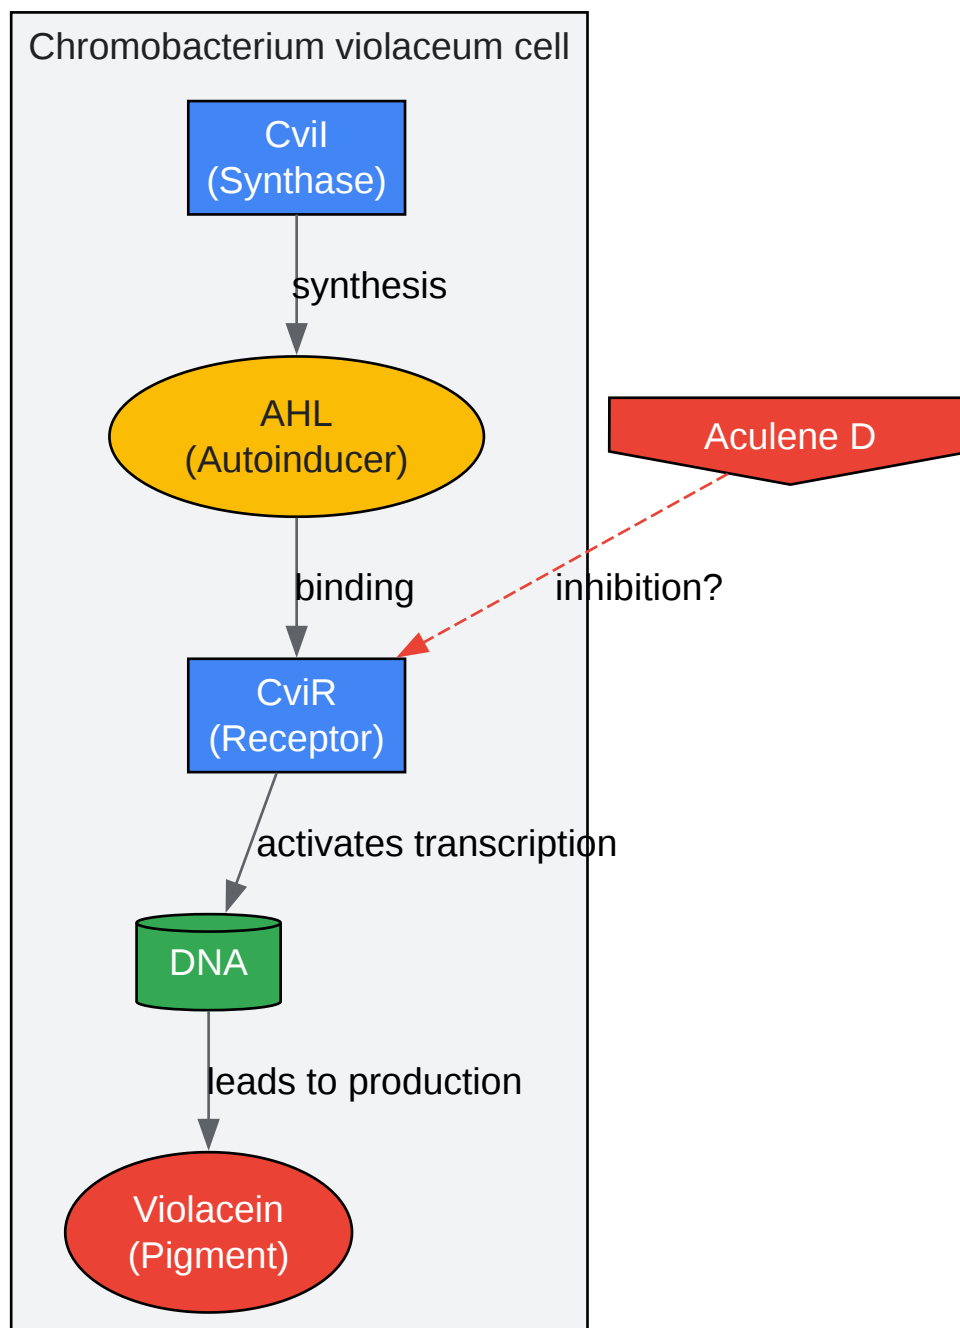 Chromobacterium violaceum cell
CviI
(Synthase)
synthesis
AHL
(Autoinducer)
Aculene D
binding
inhibition?
CviR
(Receptor)
activates transcription
DNA
leads to production
Violacein
(Pigment)